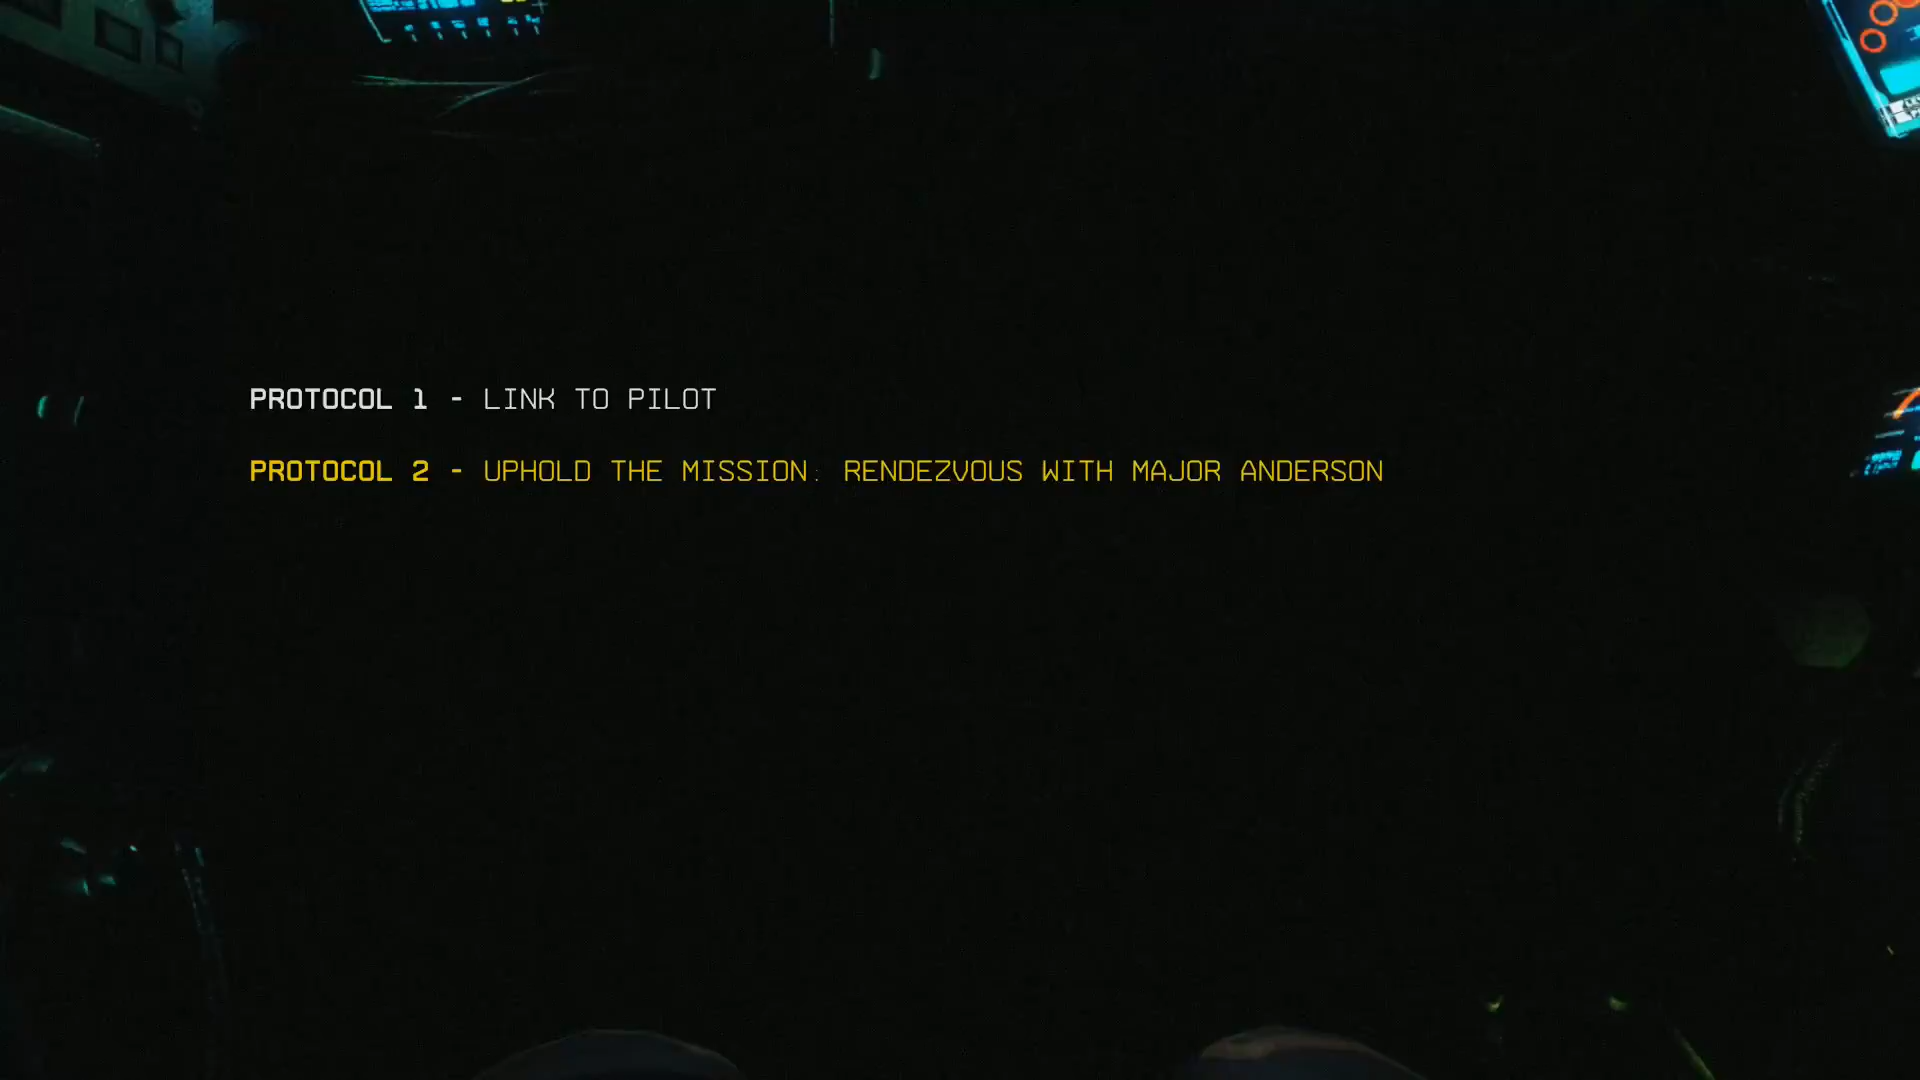 PROTOCOL 1 - LINK TO PILOT
PROTOCOL 2 - UPHOLD THE MISSION: RENDEZVOUS WITH MAJOR ANDERSON